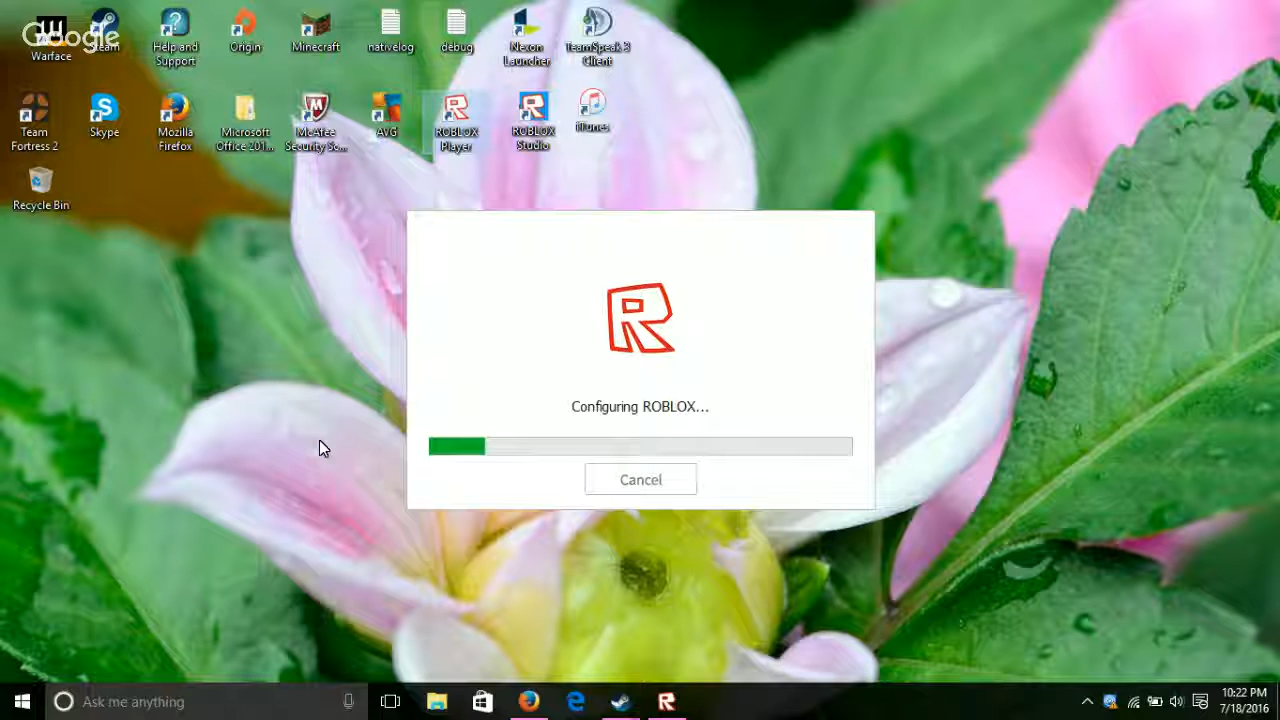 Google
Warface
Steam
Help and
Support
Origin
Minecraft
nativelog
debug
Nexon
Launcher
TeamSpeak 3
Client
Team
Fortress 2
Skype
Mozilla
Firefox
Microsoft
Office 201...
McAfee
Security Sc...
AVG
ROBLOX
Player
ROBLOX
Studio
iTunes
Recycle Bin
Configuring ROBLOX...
Cancel
Ask me anything
10:22 PM
7/18/2016